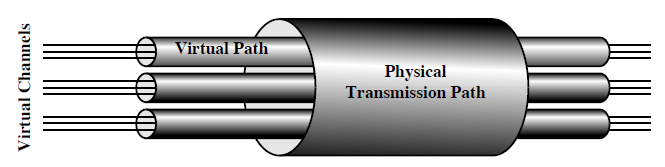 Virtual Channels
Virtual Path
Physical
Transmission Path